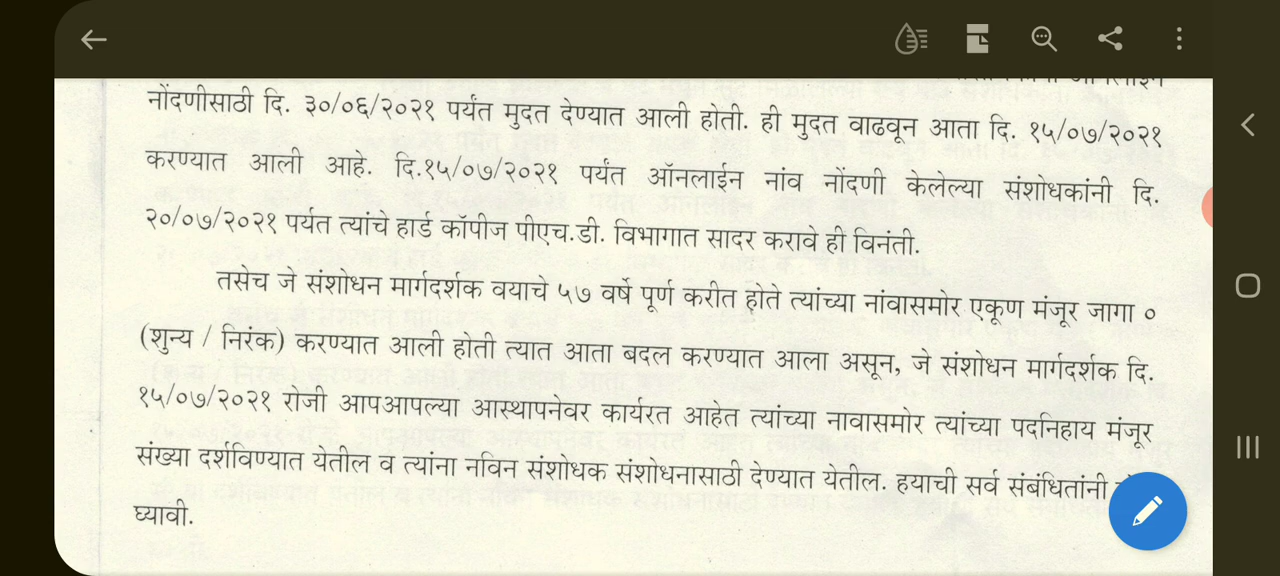 नोंदणीसाठी दि. ३०/०६/२०२१ पर्यंत मुदत देण्यात आली होती. ही मुदत वाढवून आता दि. १५/०७/२०२१
करण्यात आली आहे. दि.१५/०७/२०२१ पर्यंत ऑनलाईन नांव नोंदणी केलेल्या संशोधकांनी दि.
२०/०७/२०२१ पर्यत त्यांचे हार्ड कॉपीज पीएच.डी. विभागात सादर करावे ही विनंती.
तसेच जे संशोधन मार्गदर्शक वयाचे ५७ वर्षे पूर्ण करीत होते त्यांच्या नांवासमोर एकूण मंजूर जागा ०
(शुन्य / निरंक) करण्यात आली होती त्यात आता बदल करण्यात आला असून, जे संशोधन मार्गदर्शक दि.
१५/०७/२०२१ रोजी आपआपल्या आस्थापनेवर कार्यरत आहेत त्यांच्या नावासमोर त्यांच्या पदनिहाय मंजूर
संख्या दर्शविण्यात येतील व त्यांना नविन संशोधक संशोधनासाठी देण्यात येतील. हयाची सर्व संबंधितांनी
घ्यावी.